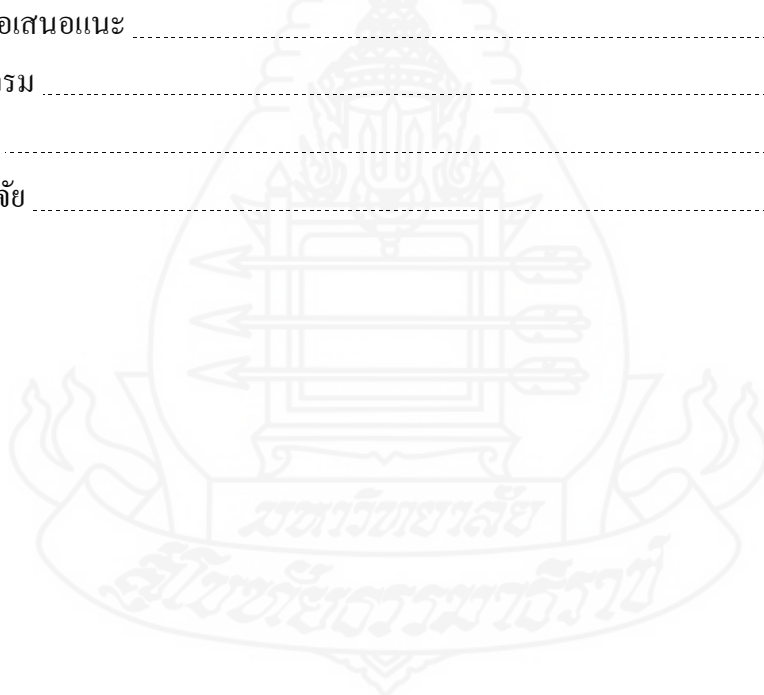 อเสนอแนะ
รม
จัย
มหาวิทยาลัย
สุโขทัยธรรมาธิราช